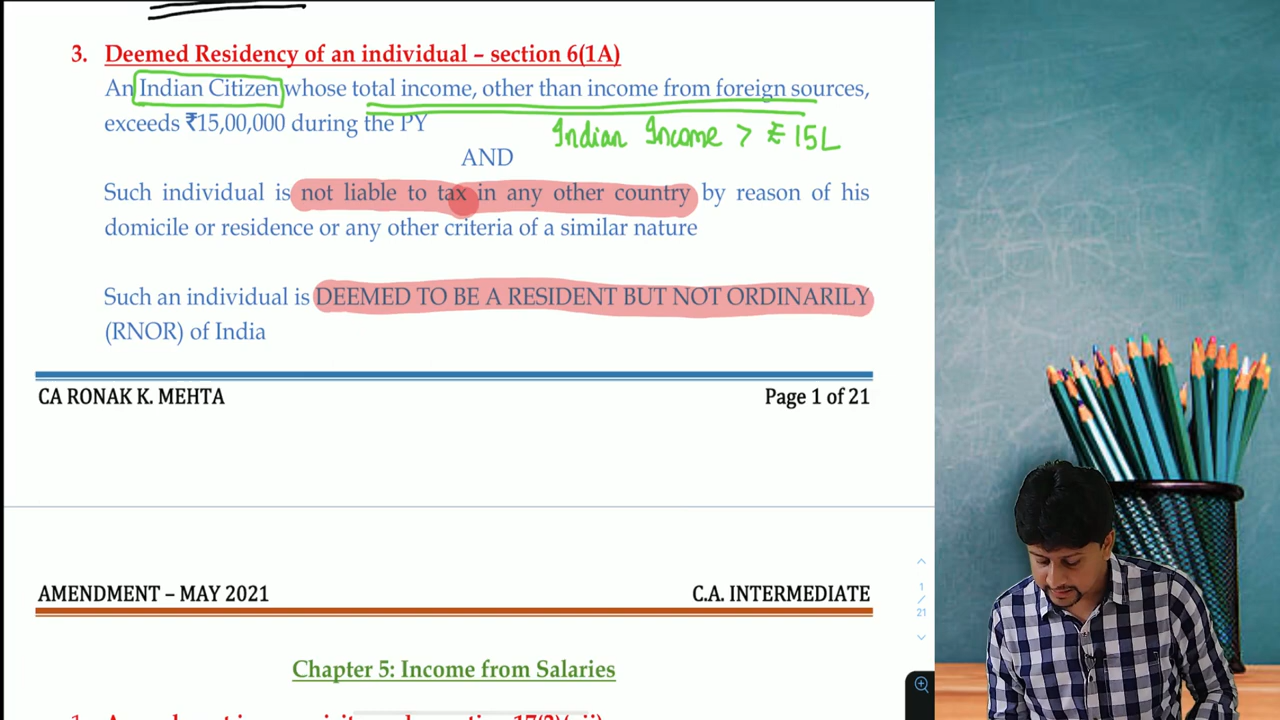 3. Deemed Residency of an individual – section 6(1A)
An Indian Citizen whose total income, other than income from foreign sources,
exceeds ₹15,00,000 during the PY
Indian Income > ₹ 15L
AND
Such individual is not liable to tax in any other country by reason of his
domicile or residence or any other criteria of a similar nature
Such an individual is DEEMED TO BE A RESIDENT BUT NOT ORDINARILY
(RNOR) of India
CA RONAK K. MEHTA Page 1 of 21
AMENDMENT – MAY 2021 C.A. INTERMEDIATE
1
/
21
Chapter 5: Income from Salaries